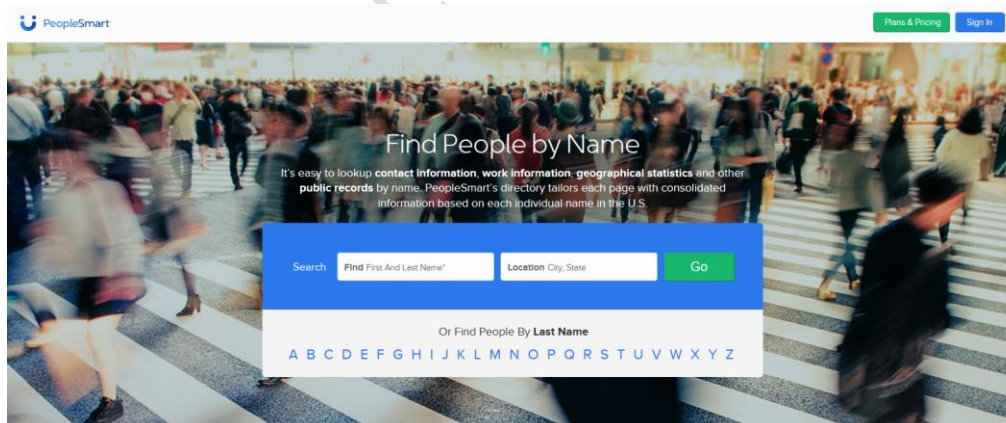 PeopleSmart
Plans & Pricing
Sign In
Find People by Name
It's easy to lookup contact information, work information, geographical statistics and other
public records by name. PeopleSmart's directory tailors each page with consolidated
information based on each individual name in the U.S.
Search
Find First And Last Name*
Location City, State
Go
Or Find People By Last Name
A B C D E F G H I J K L M N O P Q R S T U V W X Y Z